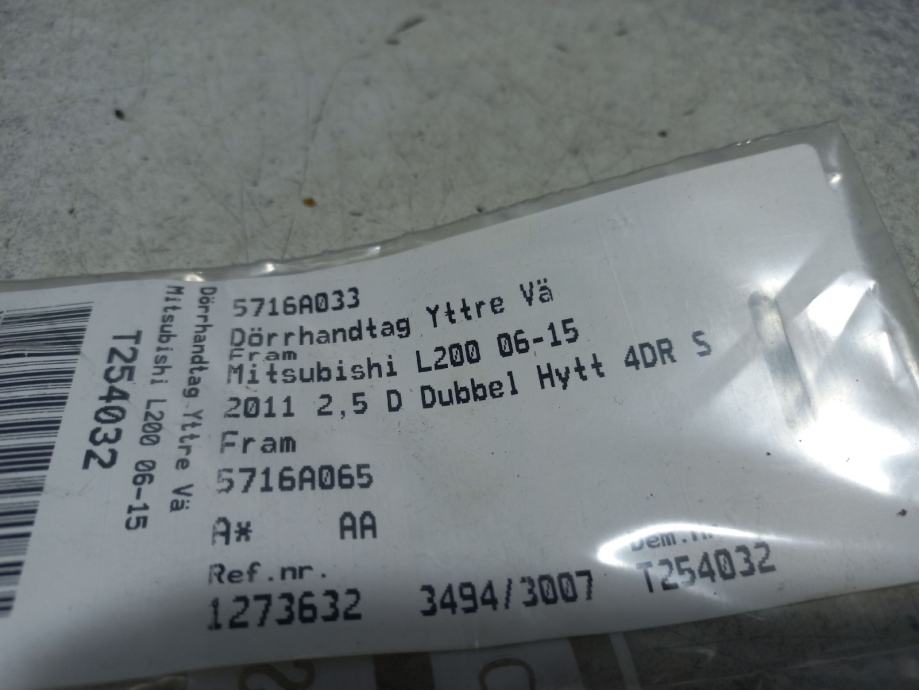 5716A033
Dörrhandtag Yttre Vä
Fram
Mitsubishi L200 06-15
2011 2,5 D Dubbel Hytt 4DR S
Fram
5716A065
A* AA
Ref.nr.
1273632 3494/3007 T254032
Dörrhandtag Yttre Vä
Mitsubishi L200 06-15
T254032